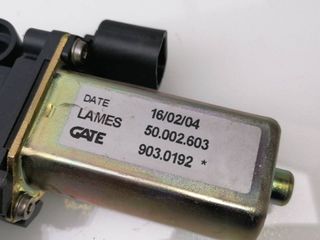 DATE 16/02/04
LAMES 50.002.603
GATE 903.0192 *